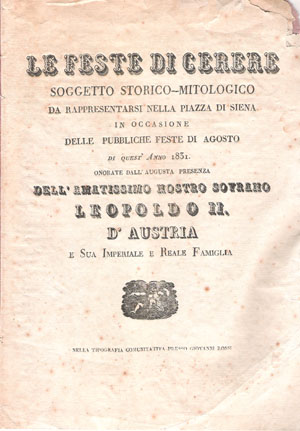 LE FESTE DI CERERE
SOGGETTO STORICO-MITOLOGICO
DA RAPPRESENTARSI NELLA PIAZZA DI SIENA
IN OCCASIONE
DELLE PUBBLICHE FESTE DI AGOSTO
DI QUEST' ANNO 1831.
ONORATE DALL' AUGUSTA PRESENZA
DELL' AMATISSIMO NOSTRO SOVRANO
LEOPOLDO II.
D' AUSTRIA
E SUA IMPERIALE E REALE FAMIGLIA
NELLA TIPOGRAFIA COMUNITATIVA PRESSO GIOVANNI ROSSI